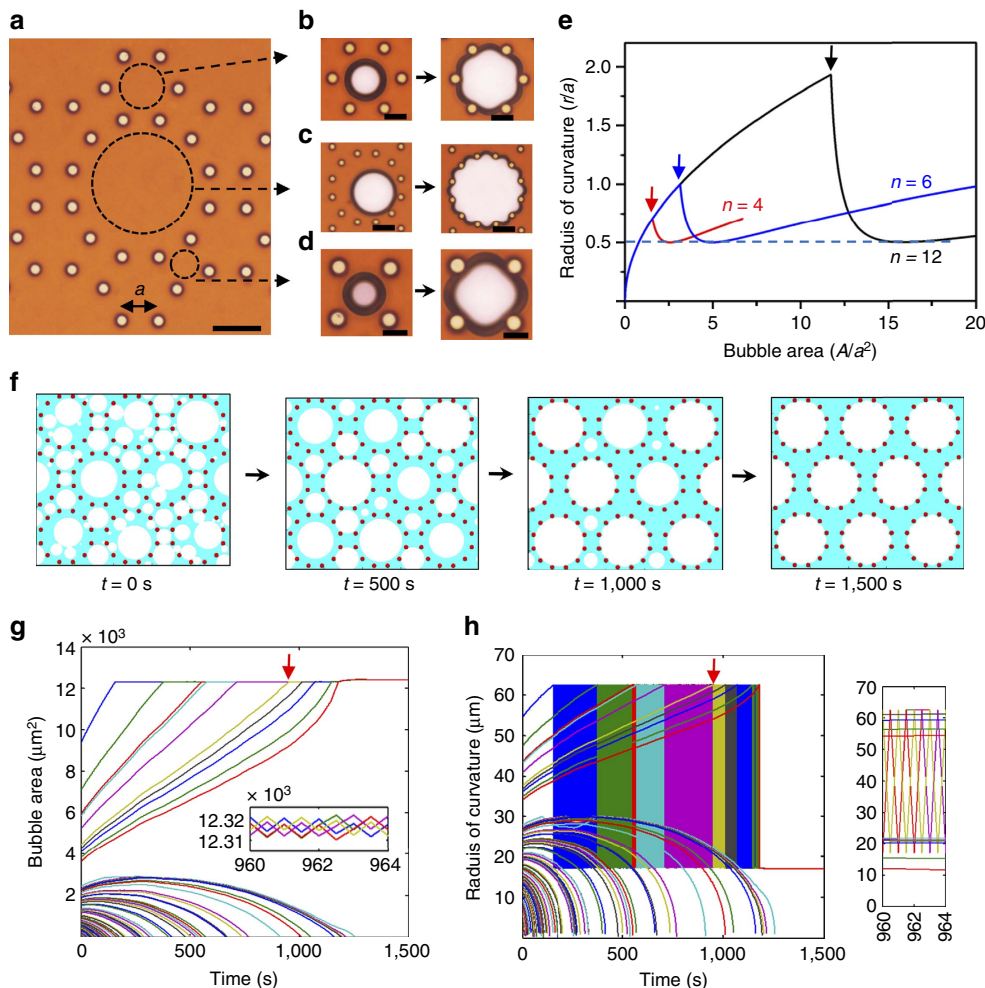 a
b
c
d
a
e
Raduis of curvature (r/a)
2.0
1.5
1.0
0.5
0
n = 4
n = 6
n = 12
0 5 10 15 20
Bubble area (A/a²)
f
t = 0 s
t = 500 s
t = 1,000 s
t = 1,500 s
g
× 10³
Bubble area (μm²)
14
12
10
8
6
4
2
× 10³
12.32
12.31
960 962 964
0 500 1,000 1,500
Time (s)
h
Raduis of curvature (μm)
70
60
50
40
30
20
10
0 500 1,000 1,500
Time (s)
70
60
50
40
30
20
10
0
960
962
964